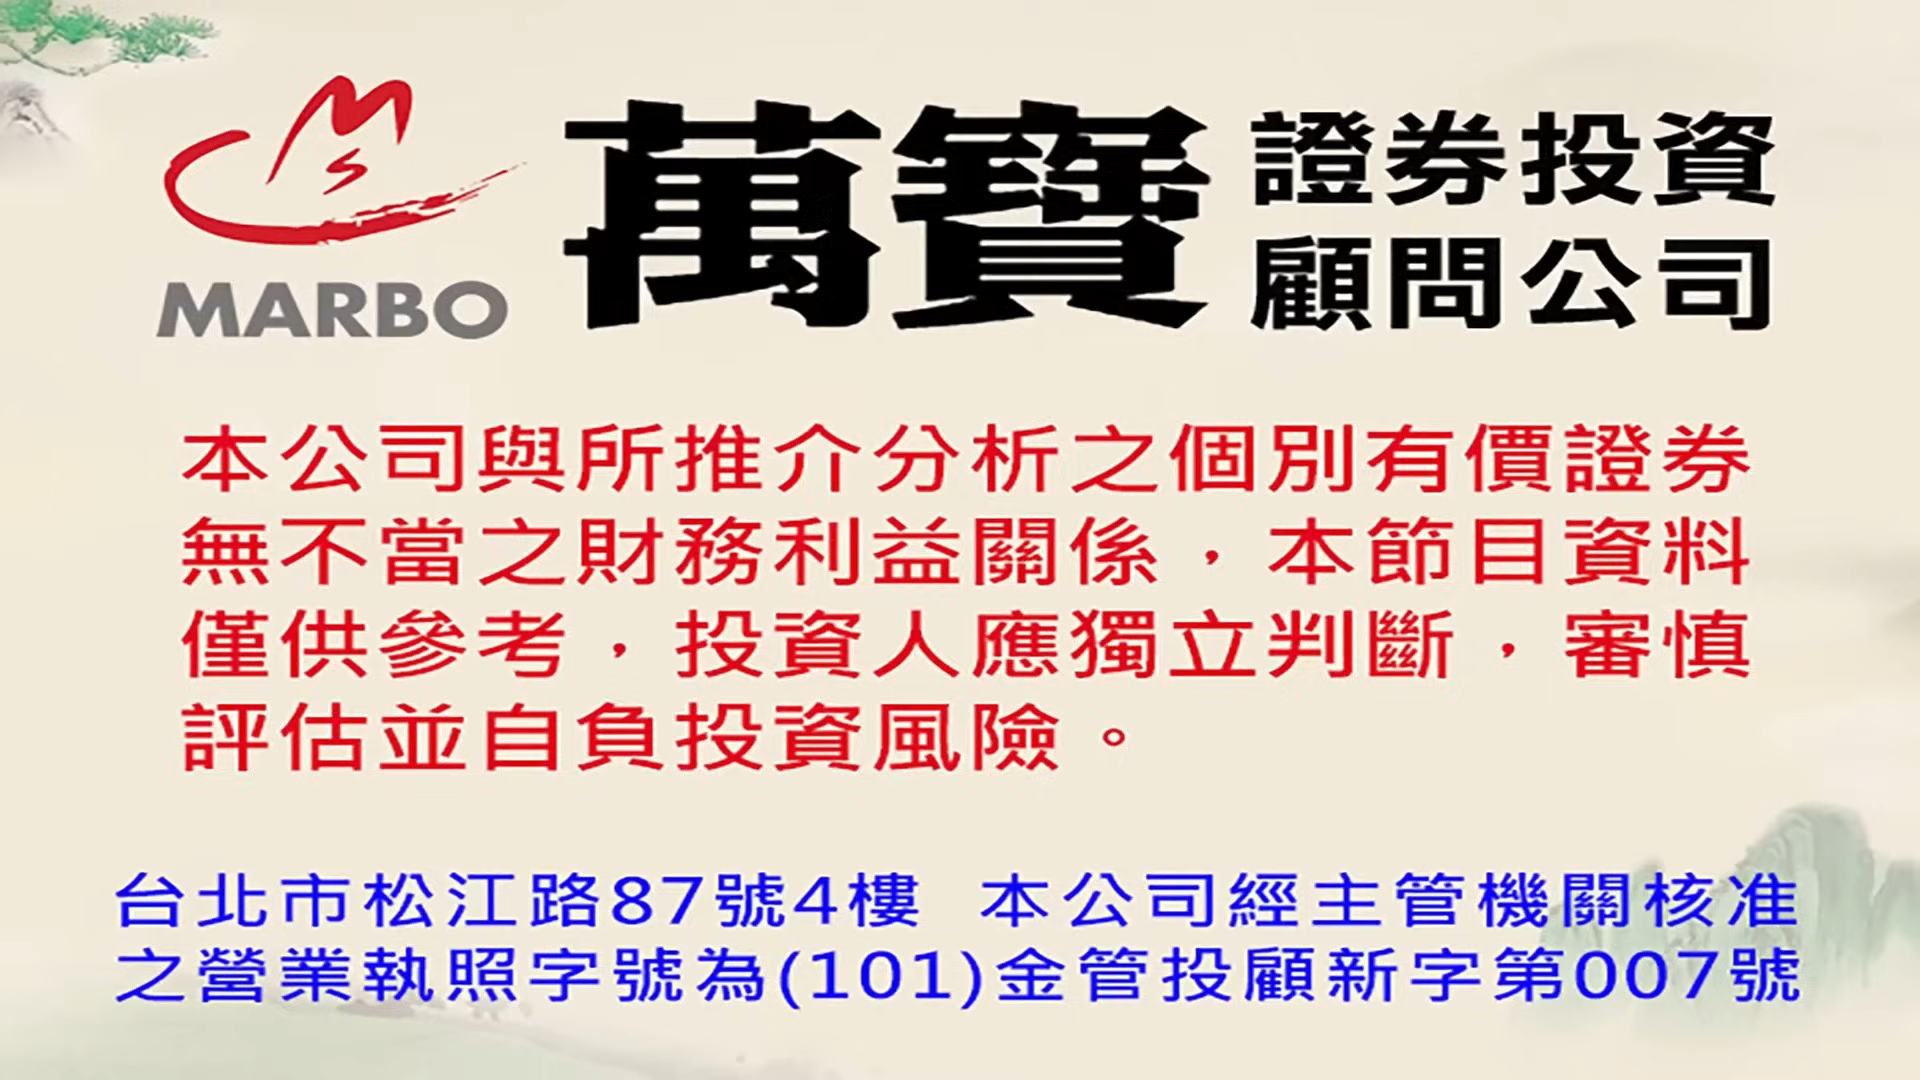 MARBO
萬寶
證券投資
顧問公司
本公司與所推介分析之個別有價證券
無不當之財務利益關係，本節目資料
僅供參考，投資人應獨立判斷，審慎
評估並自負投資風險。
台北市松江路87號4樓 本公司經主管機關核准
之營業執照字號為(101)金管投顧新字第007號